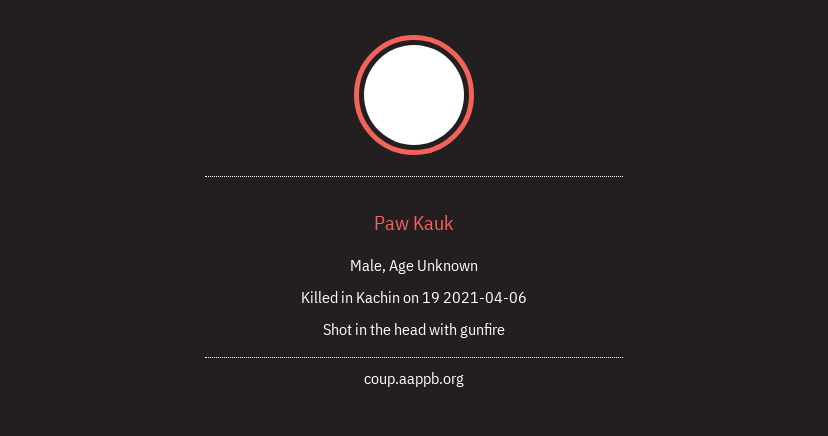 Paw Kauk
Male, Age Unknown
Killed in Kachin on 19 2021-04-06
Shot in the head with gunfire
coup.aappb.org